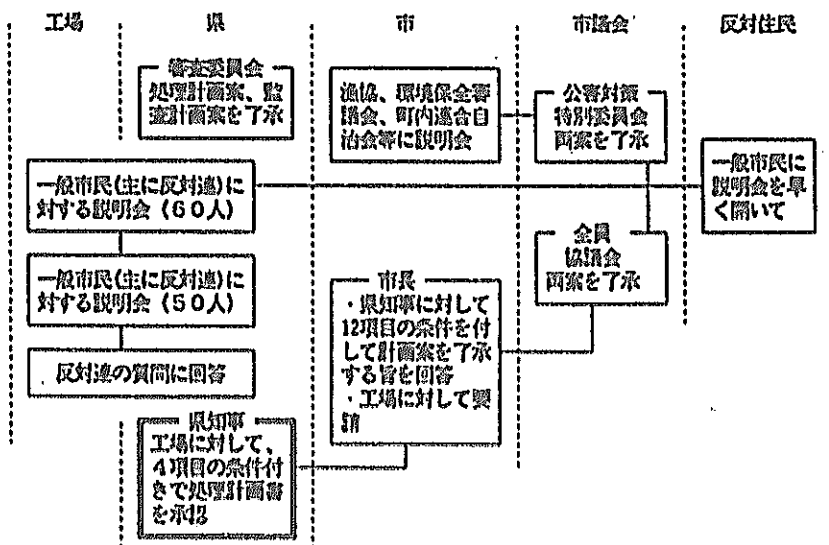 工場
県
市
市議会
反対住民
審査委員会
処理計画案、監
査計画案を了承
漁協、環境保全審
議会、町内連合自
治会等に説明会
公害対策
特別委員会
両案を了承
一般市民(主に反対連)に
対する説明会(60人)
一般市民に
説明会を早
く開いて
全員
協議会
両案を了承
一般市民(主に反対連)に
対する説明会(50人)
市長
・県知事に対して
12項目の条件を付
して計画案を了承
する旨を回答
・工場に対して要
請
反対連の質問に回答
県知事
工場に対して、
4項目の条件付
きで処理計画書
を承認